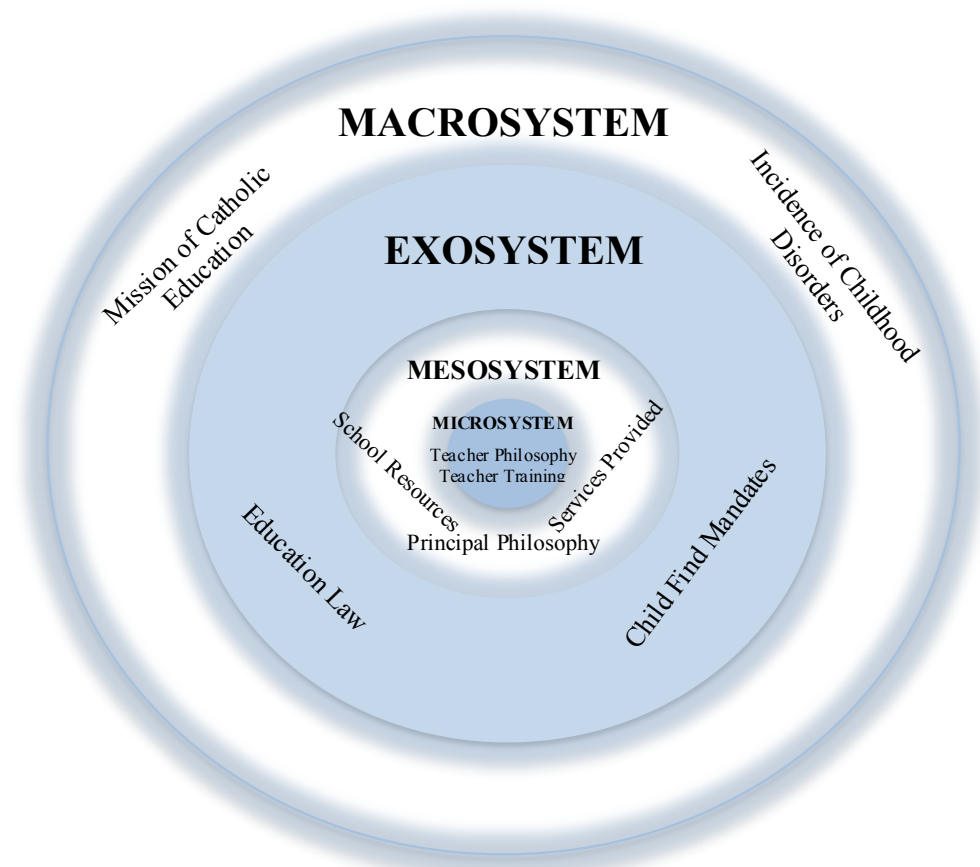 MACROSYSTEM
Mission of Catholic
Education
Incidence of Childhood
Disorders
EXOSYSTEM
MESOSYSTEM
MICROSYSTEM
Teacher Philosophy
Teacher Training
School Resources
Services Provided
Principal Philosophy
Education Law
Child Find Mandates